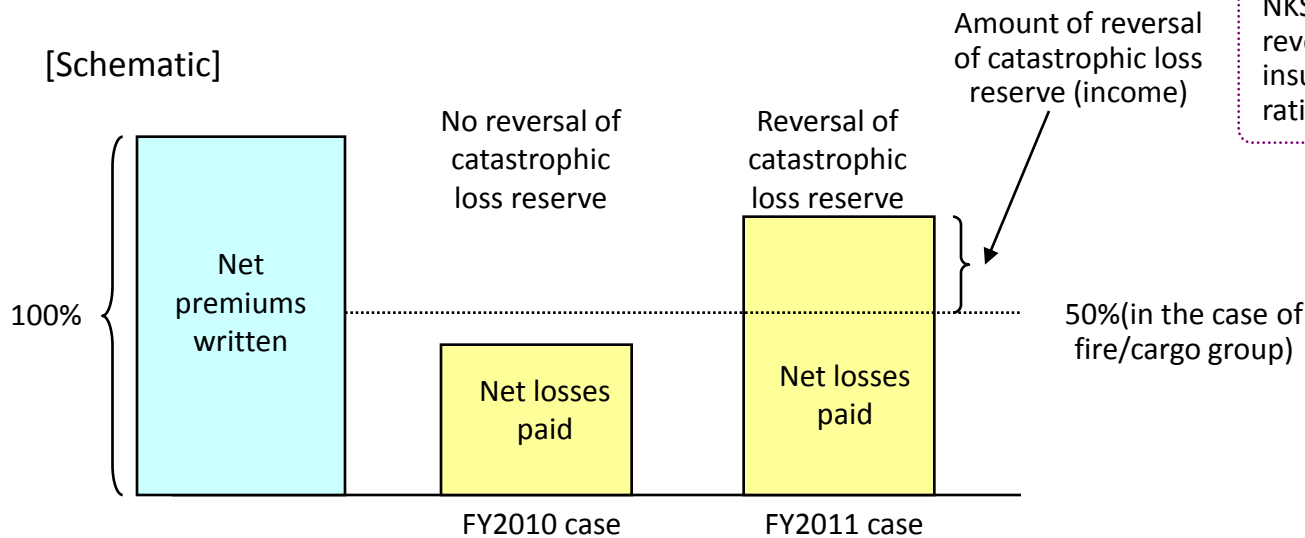 [Schematic]
100%
Net
premiums
written
No reversal of
catastrophic
loss reserve
Net losses
paid
FY2010 case
Reversal of
catastrophic
loss reserve
Net losses
paid
FY2011 case
Amount of reversal
of catastrophic loss
reserve (income)
50%(in the case of
fire/cargo group)